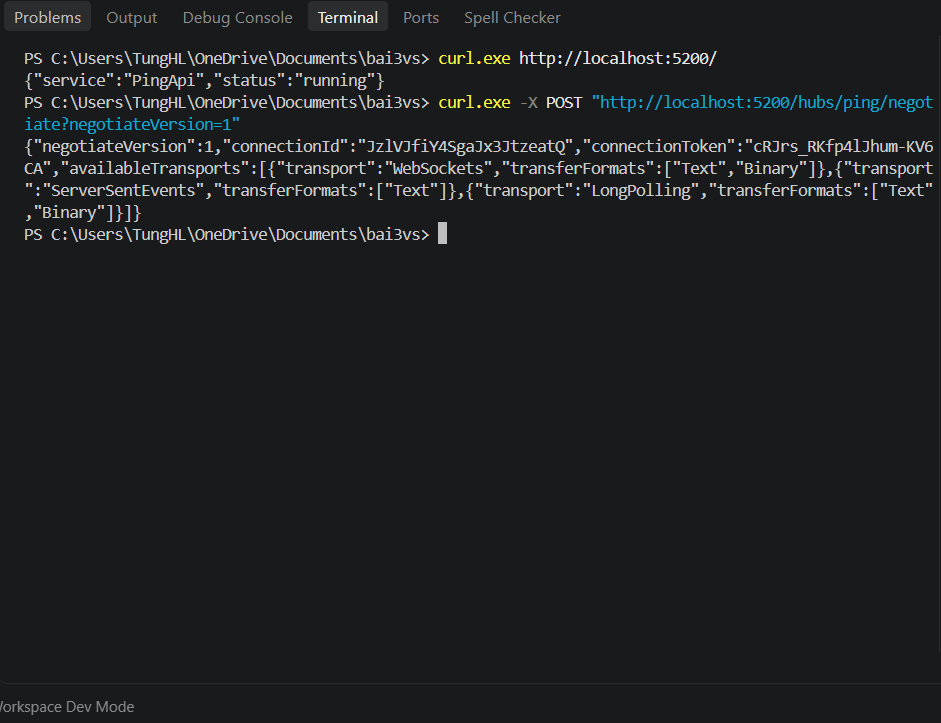 Problems Output Debug Console Terminal Ports Spell Checker
PS C:\Users\TungHL\OneDrive\Documents\bai3vs> curl.exe http://localhost:5200/
{"service":"PingApi","status":"running"}
PS C:\Users\TungHL\OneDrive\Documents\bai3vs> curl.exe -X POST "http://localhost:5200/hubs/ping/negot
iate?negotiateVersion=1"
{"negotiateVersion":1,"connectionId":"JzlVJfiY4SgaJx3JtzeatQ","connectionToken":"cRJrs_RKfp4lJhum-KV6
CA","availableTransports":[{"transport":"WebSockets","transferFormats":["Text","Binary"]},{"transport
":"ServerSentEvents","transferFormats":["Text"]},{"transport":"LongPolling","transferFormats":["Text"
,"Binary"]}]}
PS C:\Users\TungHL\OneDrive\Documents\bai3vs>
orkspace Dev Mode